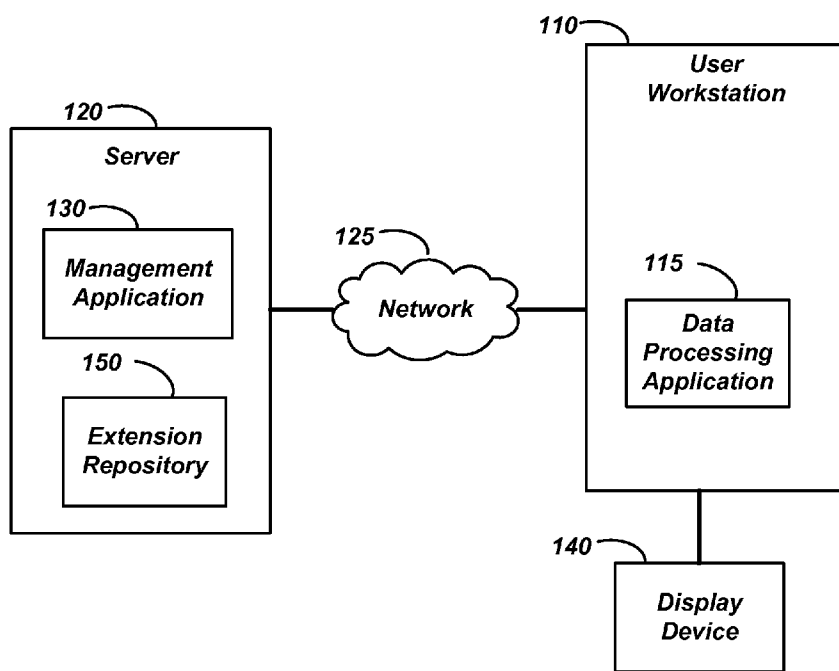 110
User
Workstation
120
Server
130
Management
Application
125
Network
115
Data
Processing
Application
150
Extension
Repository
140
Display
Device